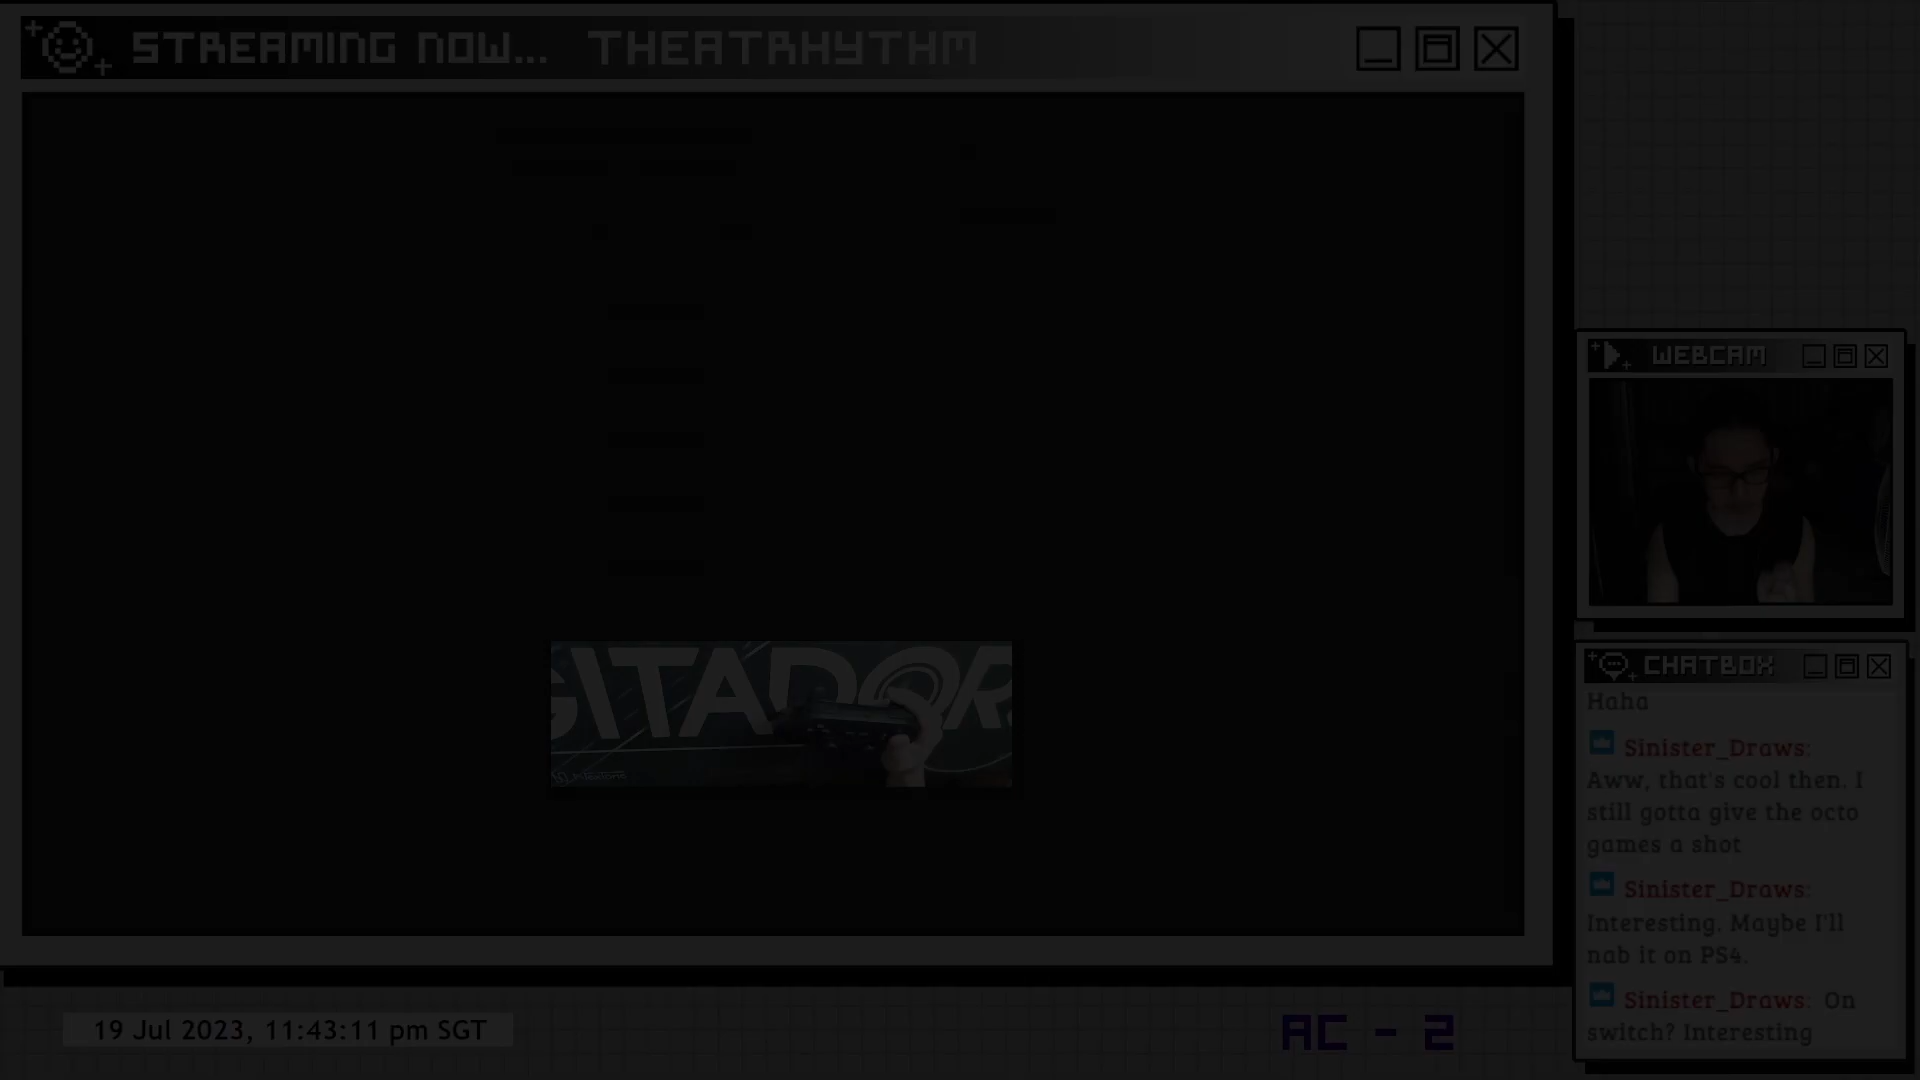 STREAMING NOW... THEATRHYTHM
WEBCAM
GITADOR
CHATBOX
Haha
Sinister_Draws:
Aww, that's cool then. I
still gotta give the octo
games a shot
Sinister_Draws:
Interesting. Maybe I'll
nab it on PS4.
Sinister_Draws: On
switch? Interesting
19 Jul 2023, 11:43:11 pm SGT
AC - 2